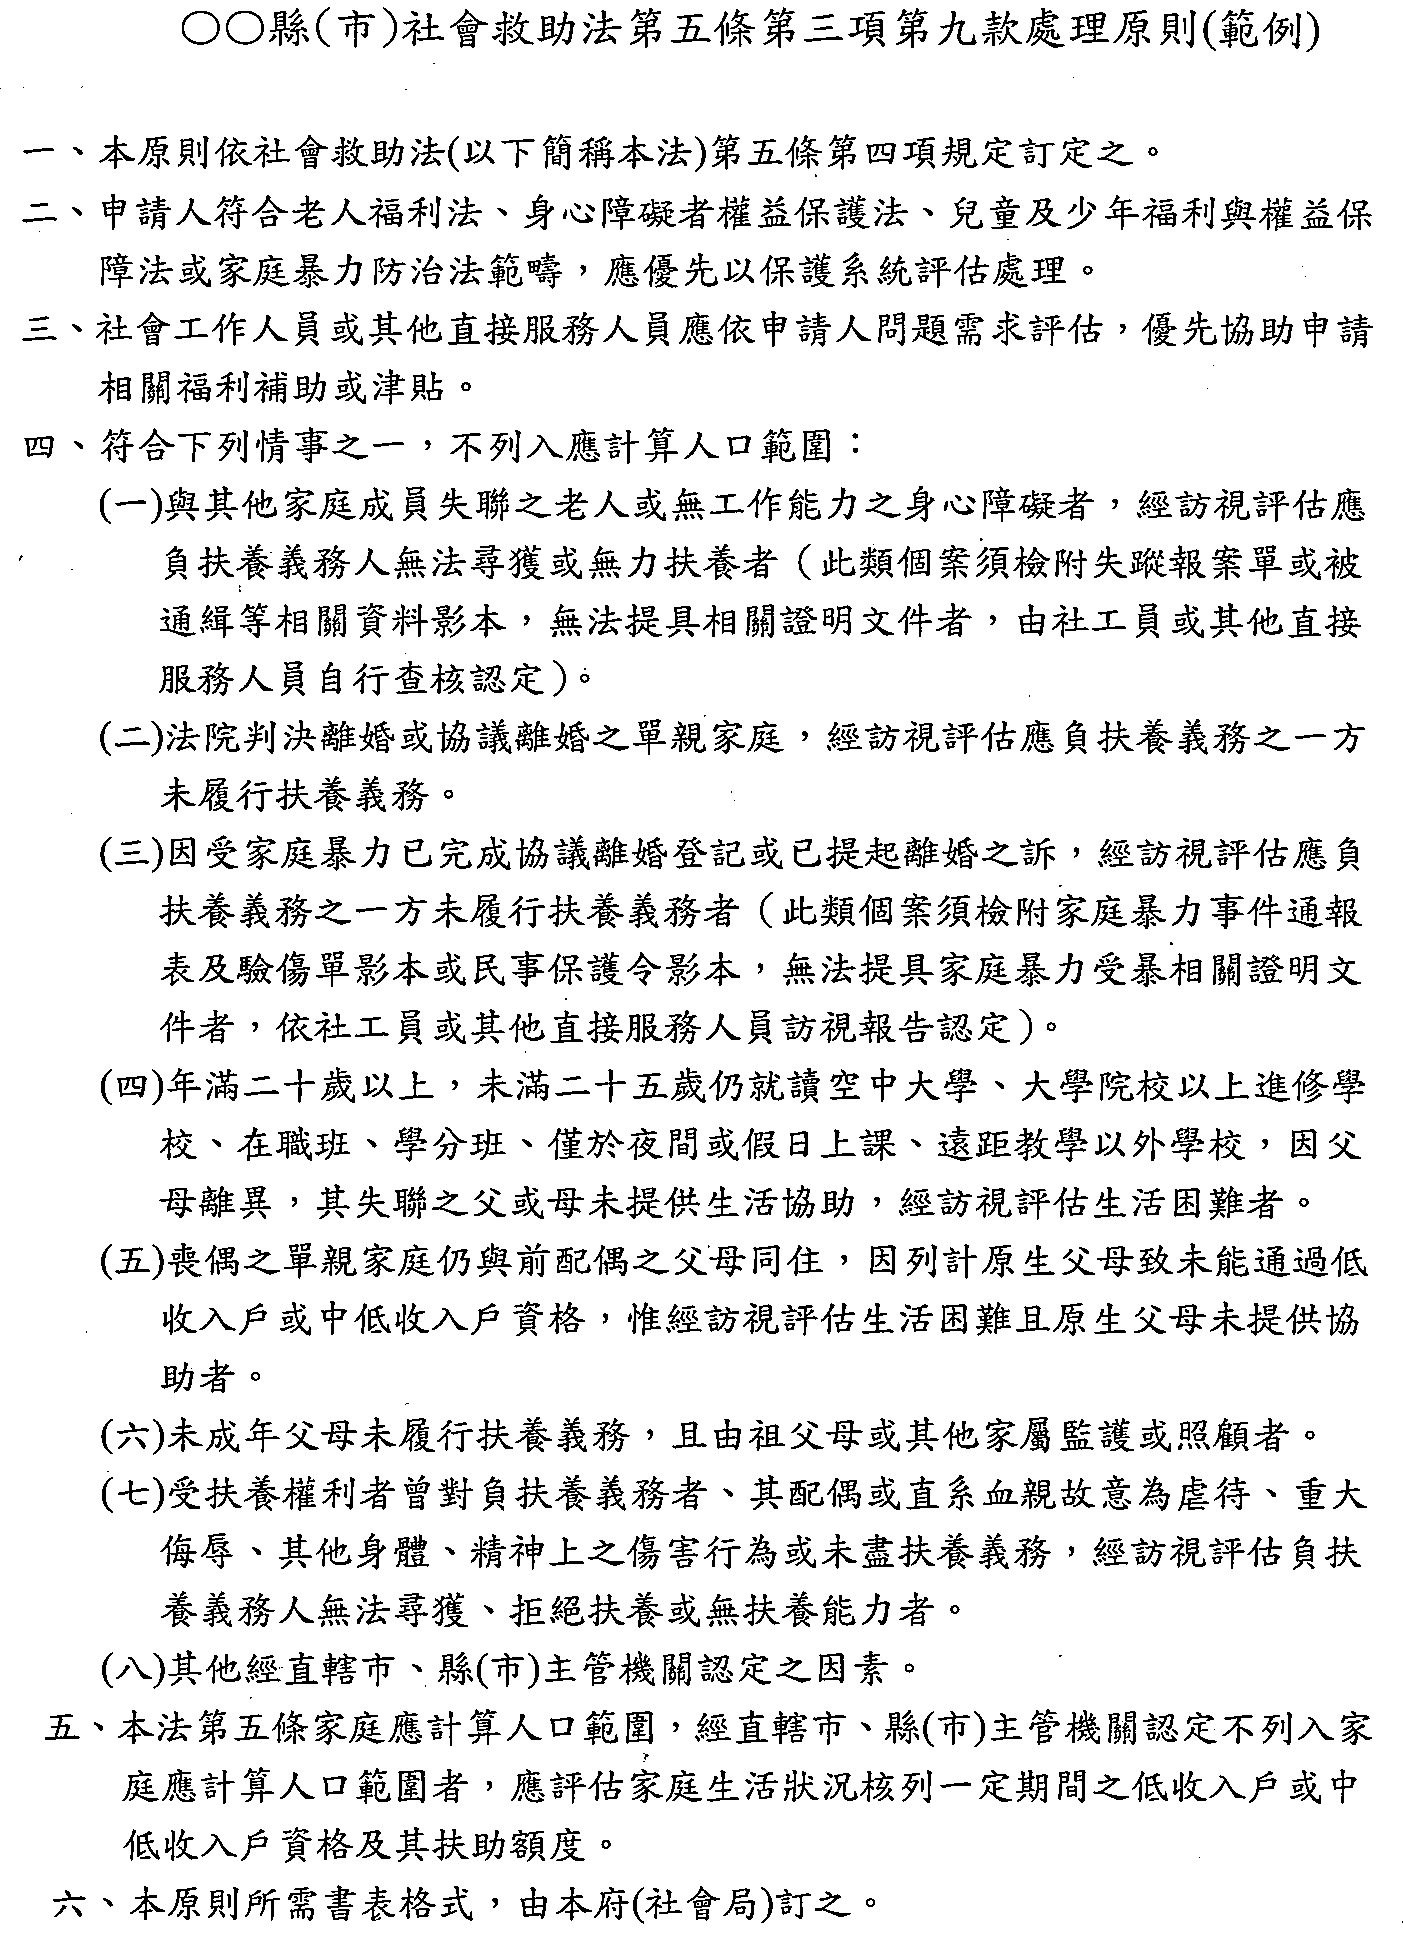 ○○縣(市)社會救助法第五條第三項第九款處理原則(範例)
一、本原則依社會救助法(以下簡稱本法)第五條第四項規定訂定之。
二、申請人符合老人福利法、身心障礙者權益保護法、兒童及少年福利與權益保
障法或家庭暴力防治法範疇，應優先以保護系統評估處理。
三、社會工作人員或其他直接服務人員應依申請人問題需求評估，優先協助申請
相關福利補助或津貼。
四、符合下列情事之一，不列入應計算人口範圍：
(一)與其他家庭成員失聯之老人或無工作能力之身心障礙者，經訪視評估應
負扶養義務人無法尋獲或無力扶養者（此類個案須檢附失蹤報案單或被
通緝等相關資料影本，無法提具相關證明文件者，由社工員或其他直接
服務人員自行查核認定）。
(二)法院判決離婚或協議離婚之單親家庭，經訪視評估應負扶養義務之一方
未履行扶養義務。
(三)因受家庭暴力已完成協議離婚登記或已提起離婚之訴，經訪視評估應負
扶養義務之一方未履行扶養義務者（此類個案須檢附家庭暴力事件通報
表及驗傷單影本或民事保護令影本，無法提具家庭暴力受暴相關證明文
件者，依社工員或其他直接服務人員訪視報告認定）。
(四)年滿二十歲以上，未滿二十五歲仍就讀空中大學、大學院校以上進修學
校、在職班、學分班、僅於夜間或假日上課、遠距教學以外學校，因父
母離異，其失聯之父或母未提供生活協助，經訪視評估生活困難者。
(五)喪偶之單親家庭仍與前配偶之父母同住，因列計原生父母致未能通過低
收入戶或中低收入戶資格，惟經訪視評估生活困難且原生父母未提供協
助者。
(六)未成年父母未履行扶養義務，且由祖父母或其他家屬監護或照顧者。
(七)受扶養權利者曾對負扶養義務者、其配偶或直系血親故意為虐待、重大
侮辱、其他身體、精神上之傷害行為或未盡扶養義務，經訪視評估負扶
養義務人無法尋獲、拒絕扶養或無扶養能力者。
(八)其他經直轄市、縣(市)主管機關認定之因素。
五、本法第五條家庭應計算人口範圍，經直轄市、縣(市)主管機關認定不列入家
庭應計算人口範圍者，應評估家庭生活狀況核列一定期間之低收入戶或中
低收入戶資格及其扶助額度。
六、本原則所需書表格式，由本府(社會局)訂之。